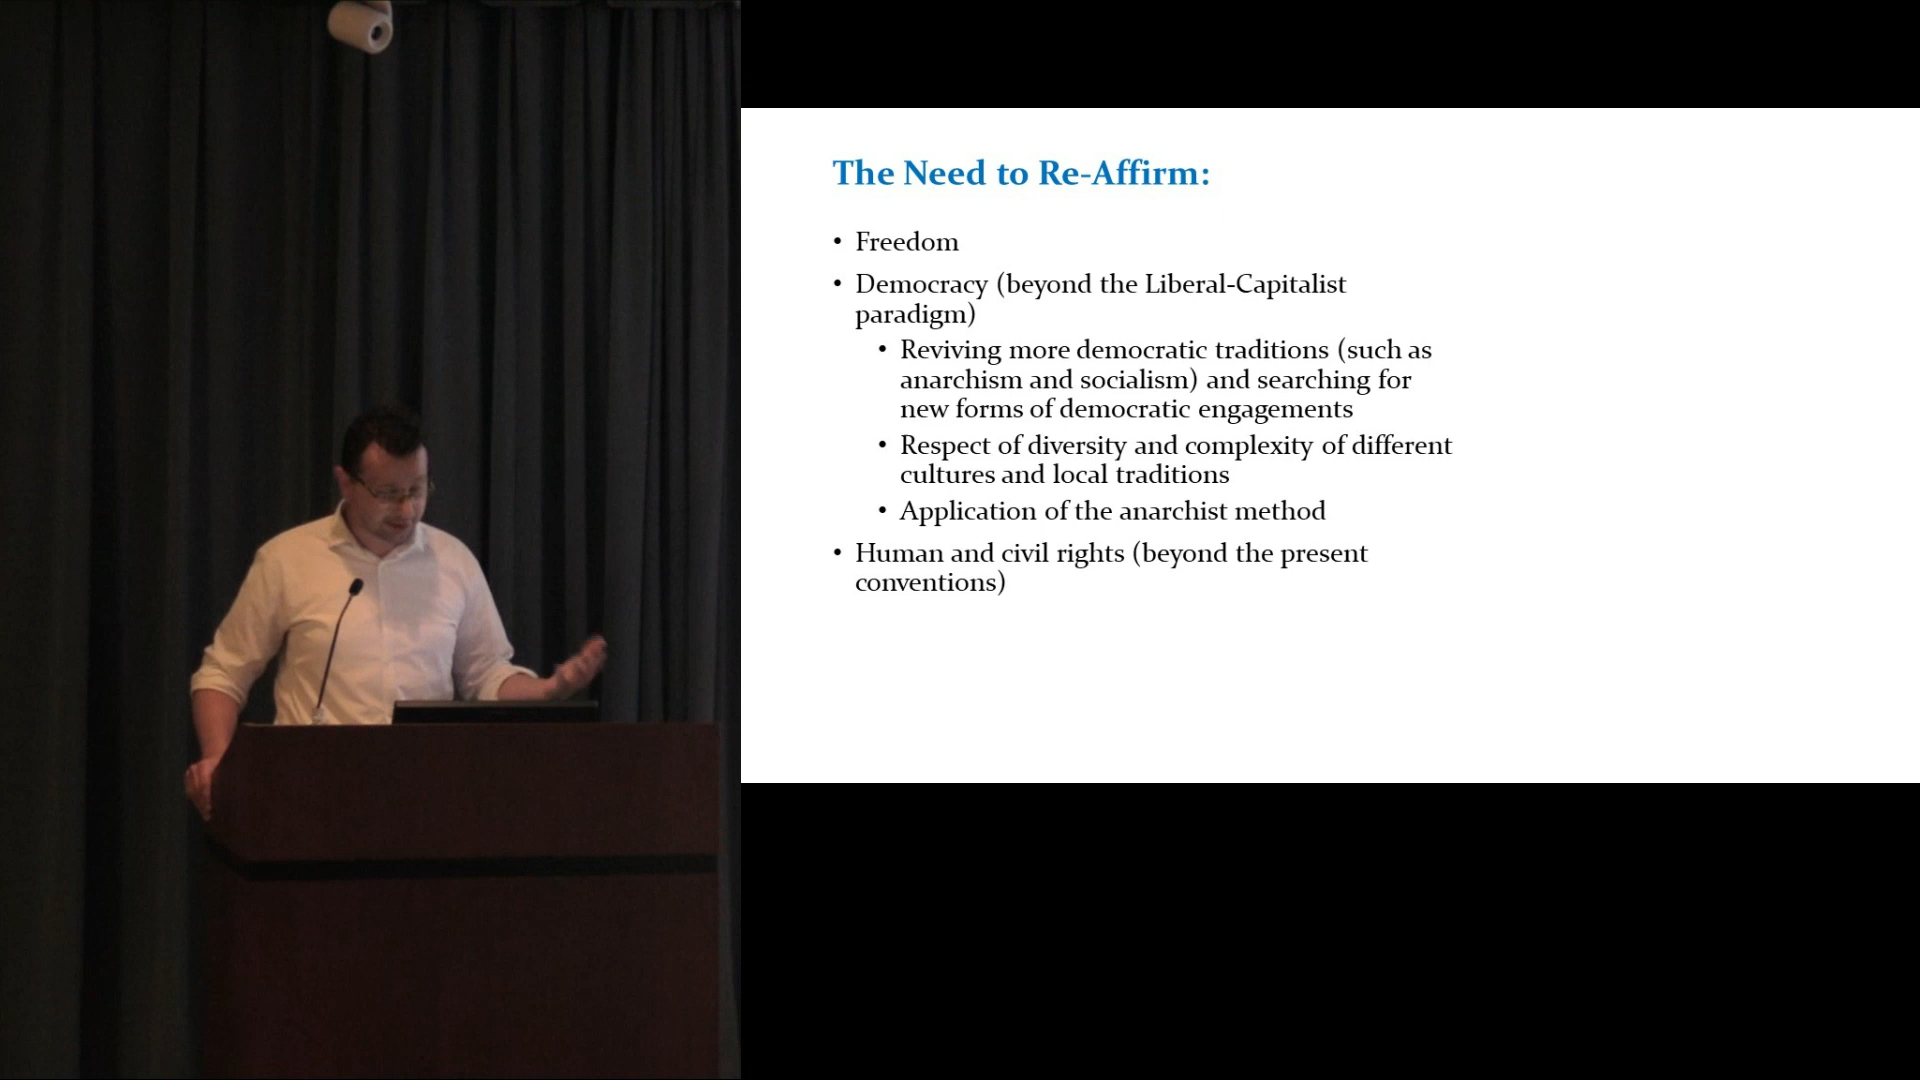 The Need to Re-Affirm:
• Freedom
• Democracy (beyond the Liberal-Capitalist
paradigm)
• Reviving more democratic traditions (such as
anarchism and socialism) and searching for
new forms of democratic engagements
• Respect of diversity and complexity of different
cultures and local traditions
• Application of the anarchist method
• Human and civil rights (beyond the present
conventions)